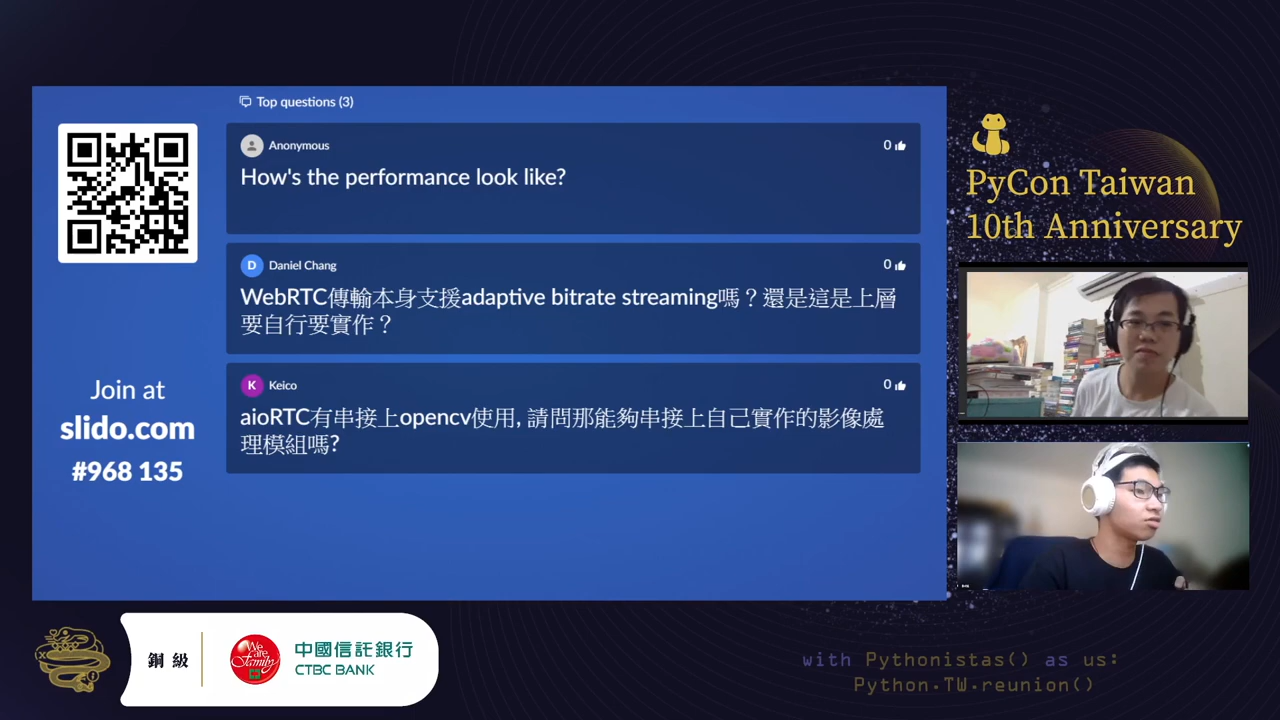 Top questions (3)
Anonymous
0
How's the performance look like?
D
Daniel Chang
0
WebRTC傳輸本身支援adaptive bitrate streaming嗎？還是這是上層
要自行要實作？
K
Keico
0
aioRTC有串接上opencv使用, 請問那能夠串接上自己實作的影像處
理模組嗎?
Join at
slido.com
#968 135
PyCon Taiwan
10th Anniversary
銅級
We
are
Family
中國信託銀行
CTBC BANK
with Pythonistas() as us:
Python.TW.reunion()